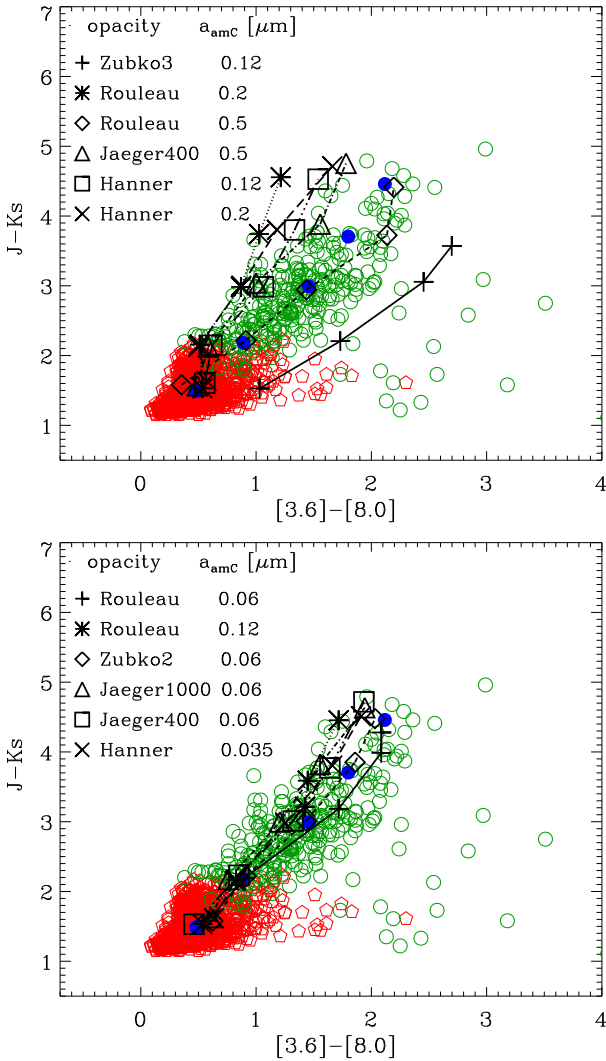 opacity a_amC [μm]
Zubko3 0.12
Rouleau 0.2
Rouleau 0.5
Jaeger400 0.5
Hanner 0.12
Hanner 0.2
7
6
5
4
3
2
1
J−Ks
0 1 2 3 4
[3.6]−[8.0]
opacity a_amC [μm]
Rouleau 0.06
Rouleau 0.12
Zubko2 0.06
Jaeger1000 0.06
Jaeger400 0.06
Hanner 0.035
7
6
5
4
3
2
1
J−Ks
0 1 2 3 4
[3.6]−[8.0]